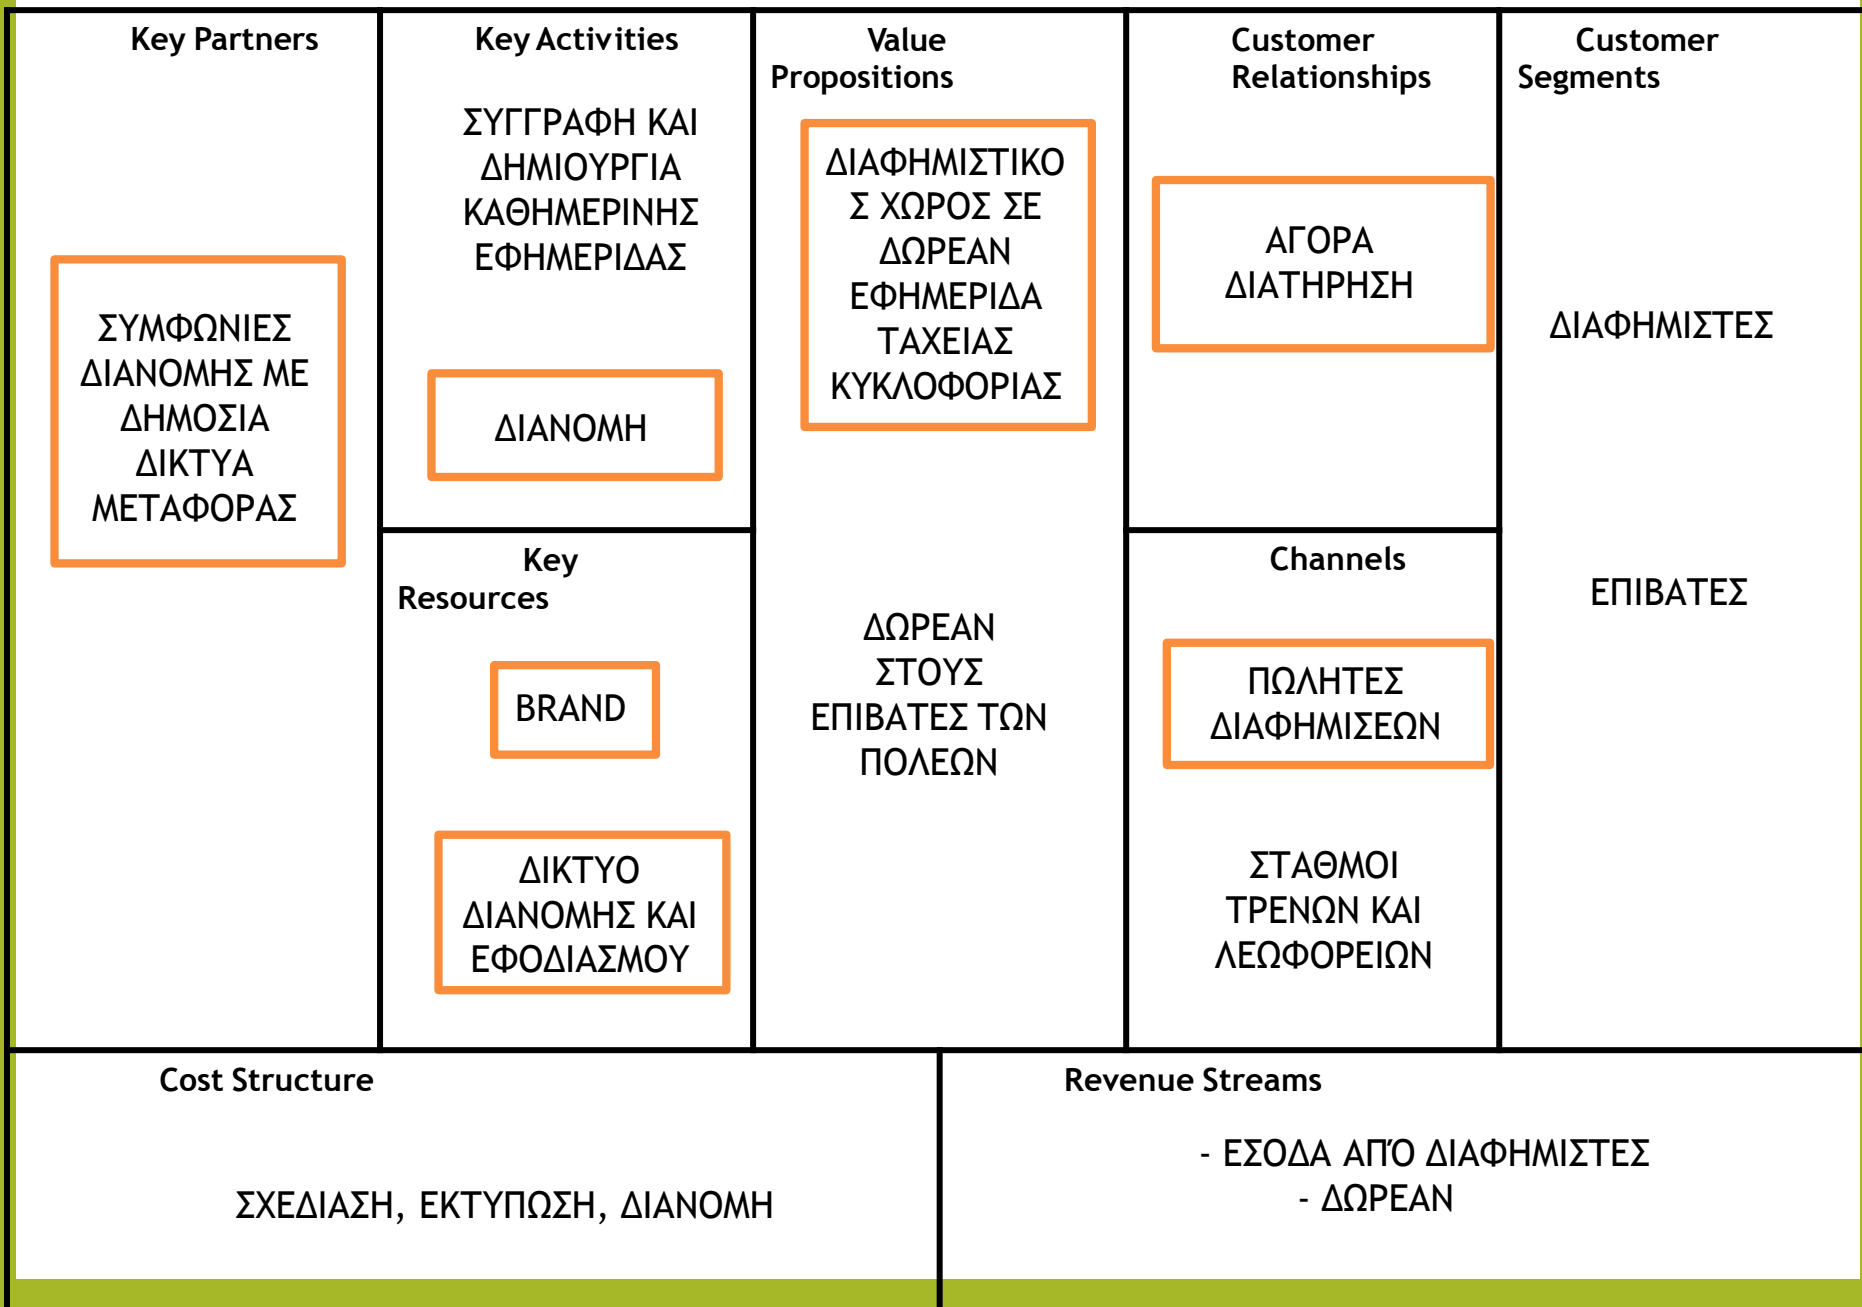 Key Partners
ΣΥΜΦΩΝΙΕΣ
ΔΙΑΝΟΜΗΣ ΜΕ
ΔΗΜΟΣΙΑ
ΔΙΚΤΥΑ
ΜΕΤΑΦΟΡΑΣ
Key Activities
ΣΥΓΓΡΑΦΗ ΚΑΙ
ΔΗΜΙΟΥΡΓΙΑ
ΚΑΘΗΜΕΡΙΝΗΣ
ΕΦΗΜΕΡΙΔΑΣ
ΔΙΑΝΟΜΗ
Key
Resources
BRAND
ΔΙΚΤΥΟ
ΔΙΑΝΟΜΗΣ ΚΑΙ
ΕΦΟΔΙΑΣΜΟΥ
Value
Propositions
ΔΙΑΦΗΜΙΣΤΙΚΟ
Σ ΧΩΡΟΣ ΣΕ
ΔΩΡΕΑΝ
ΕΦΗΜΕΡΙΔΑ
ΤΑΧΕΙΑΣ
ΚΥΚΛΟΦΟΡΙΑΣ
ΔΩΡΕΑΝ
ΣΤΟΥΣ
ΕΠΙΒΑΤΕΣ ΤΩΝ
ΠΟΛΕΩΝ
Customer
Relationships
ΑΓΟΡΑ
ΔΙΑΤΗΡΗΣΗ
Channels
ΠΩΛΗΤΕΣ
ΔΙΑΦΗΜΙΣΕΩΝ
ΣΤΑΘΜΟΙ
ΤΡΕΝΩΝ ΚΑΙ
ΛΕΩΦΟΡΕΙΩΝ
Customer
Segments
ΔΙΑΦΗΜΙΣΤΕΣ
ΕΠΙΒΑΤΕΣ
Cost Structure
ΣΧΕΔΙΑΣΗ, ΕΚΤΥΠΩΣΗ, ΔΙΑΝΟΜΗ
Revenue Streams
- ΕΣΟΔΑ ΑΠΌ ΔΙΑΦΗΜΙΣΤΕΣ
- ΔΩΡΕΑΝ